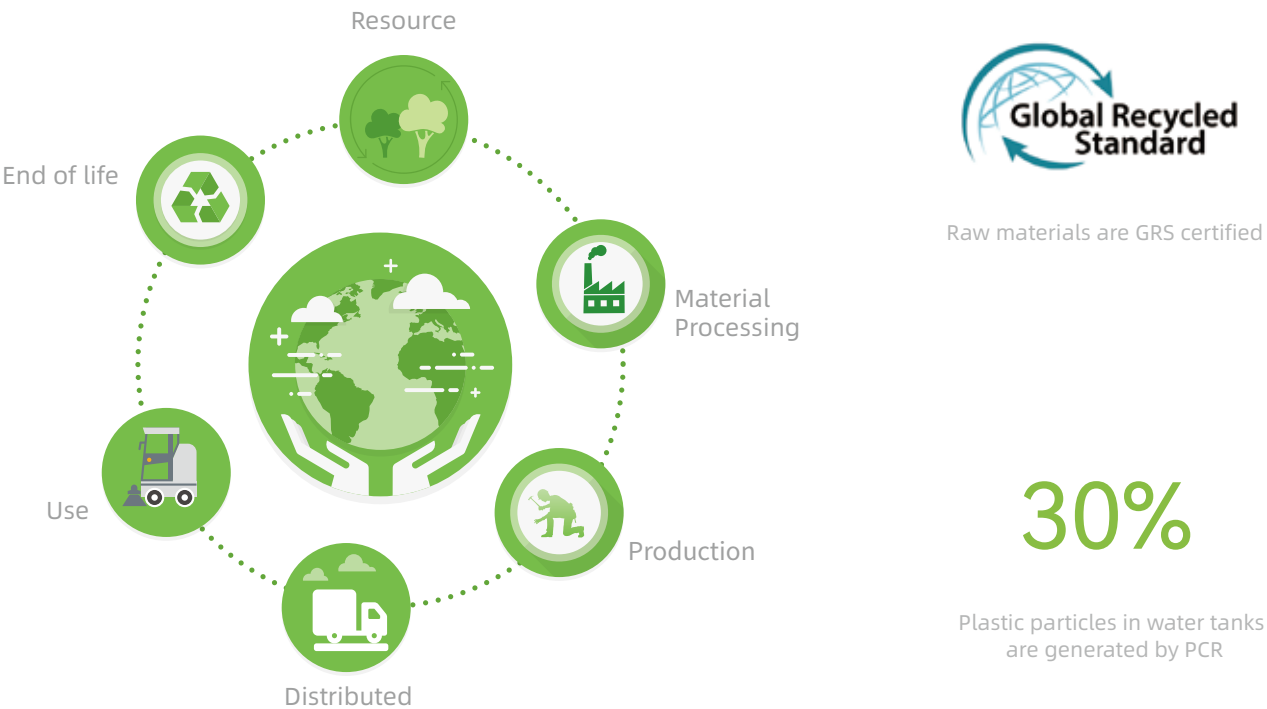 Resource
End of life
Material
Processing
Use
Production
Distributed
Global Recycled
Standard
Raw materials are GRS certified
30%
Plastic particles in water tanks
are generated by PCR